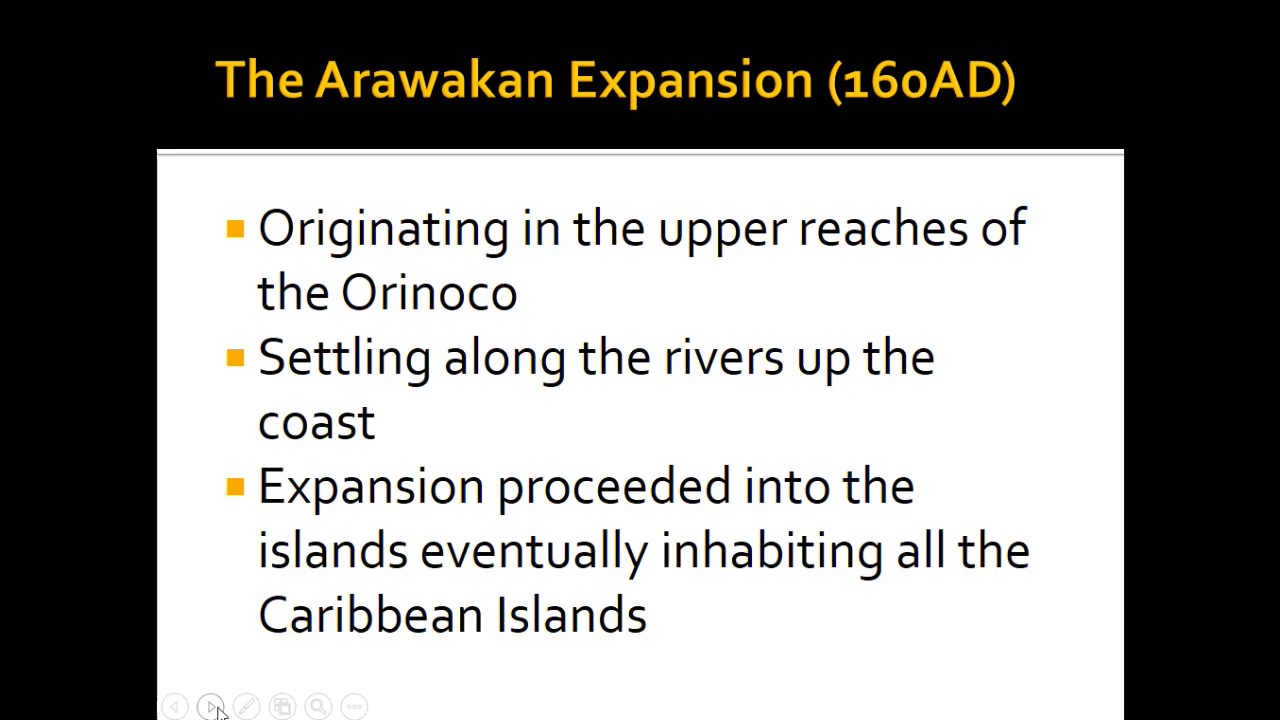 The Arawakan Expansion (160AD)
Originating in the upper reaches of
the Orinoco
Settling along the rivers up the
coast
Expansion proceeded into the
islands eventually inhabiting all the
Caribbean Islands